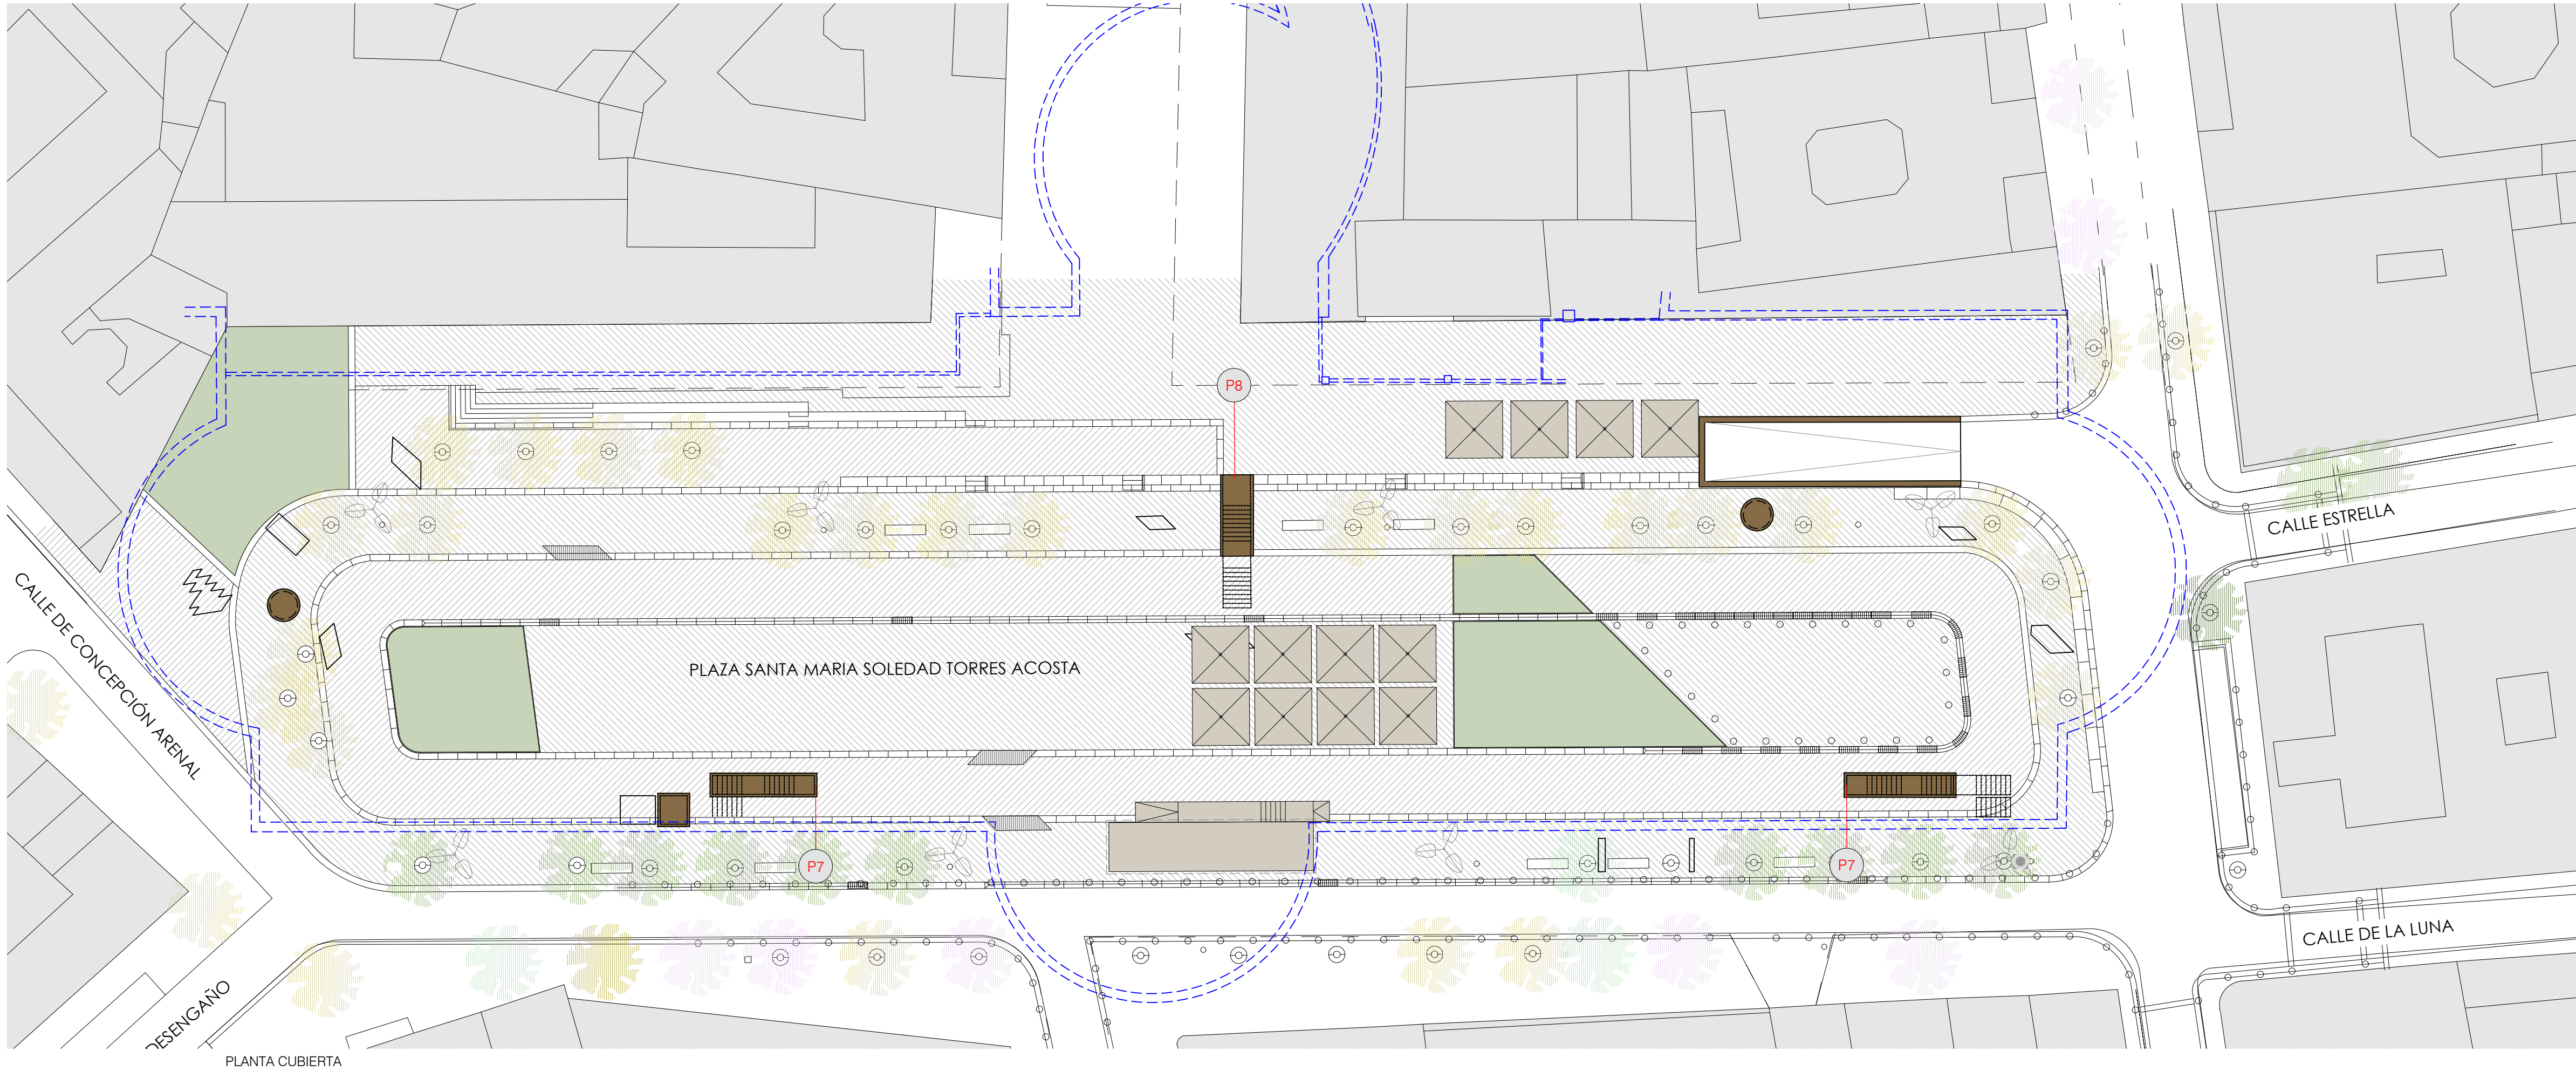 P8
CALLE ESTRELLA
CALLE DE CONCEPCIÓN ARENAL
PLAZA SANTA MARIA SOLEDAD TORRES ACOSTA
P7
P7
CALLE DE LA LUNA
DESENGAÑO
PLANTA CUBIERTA